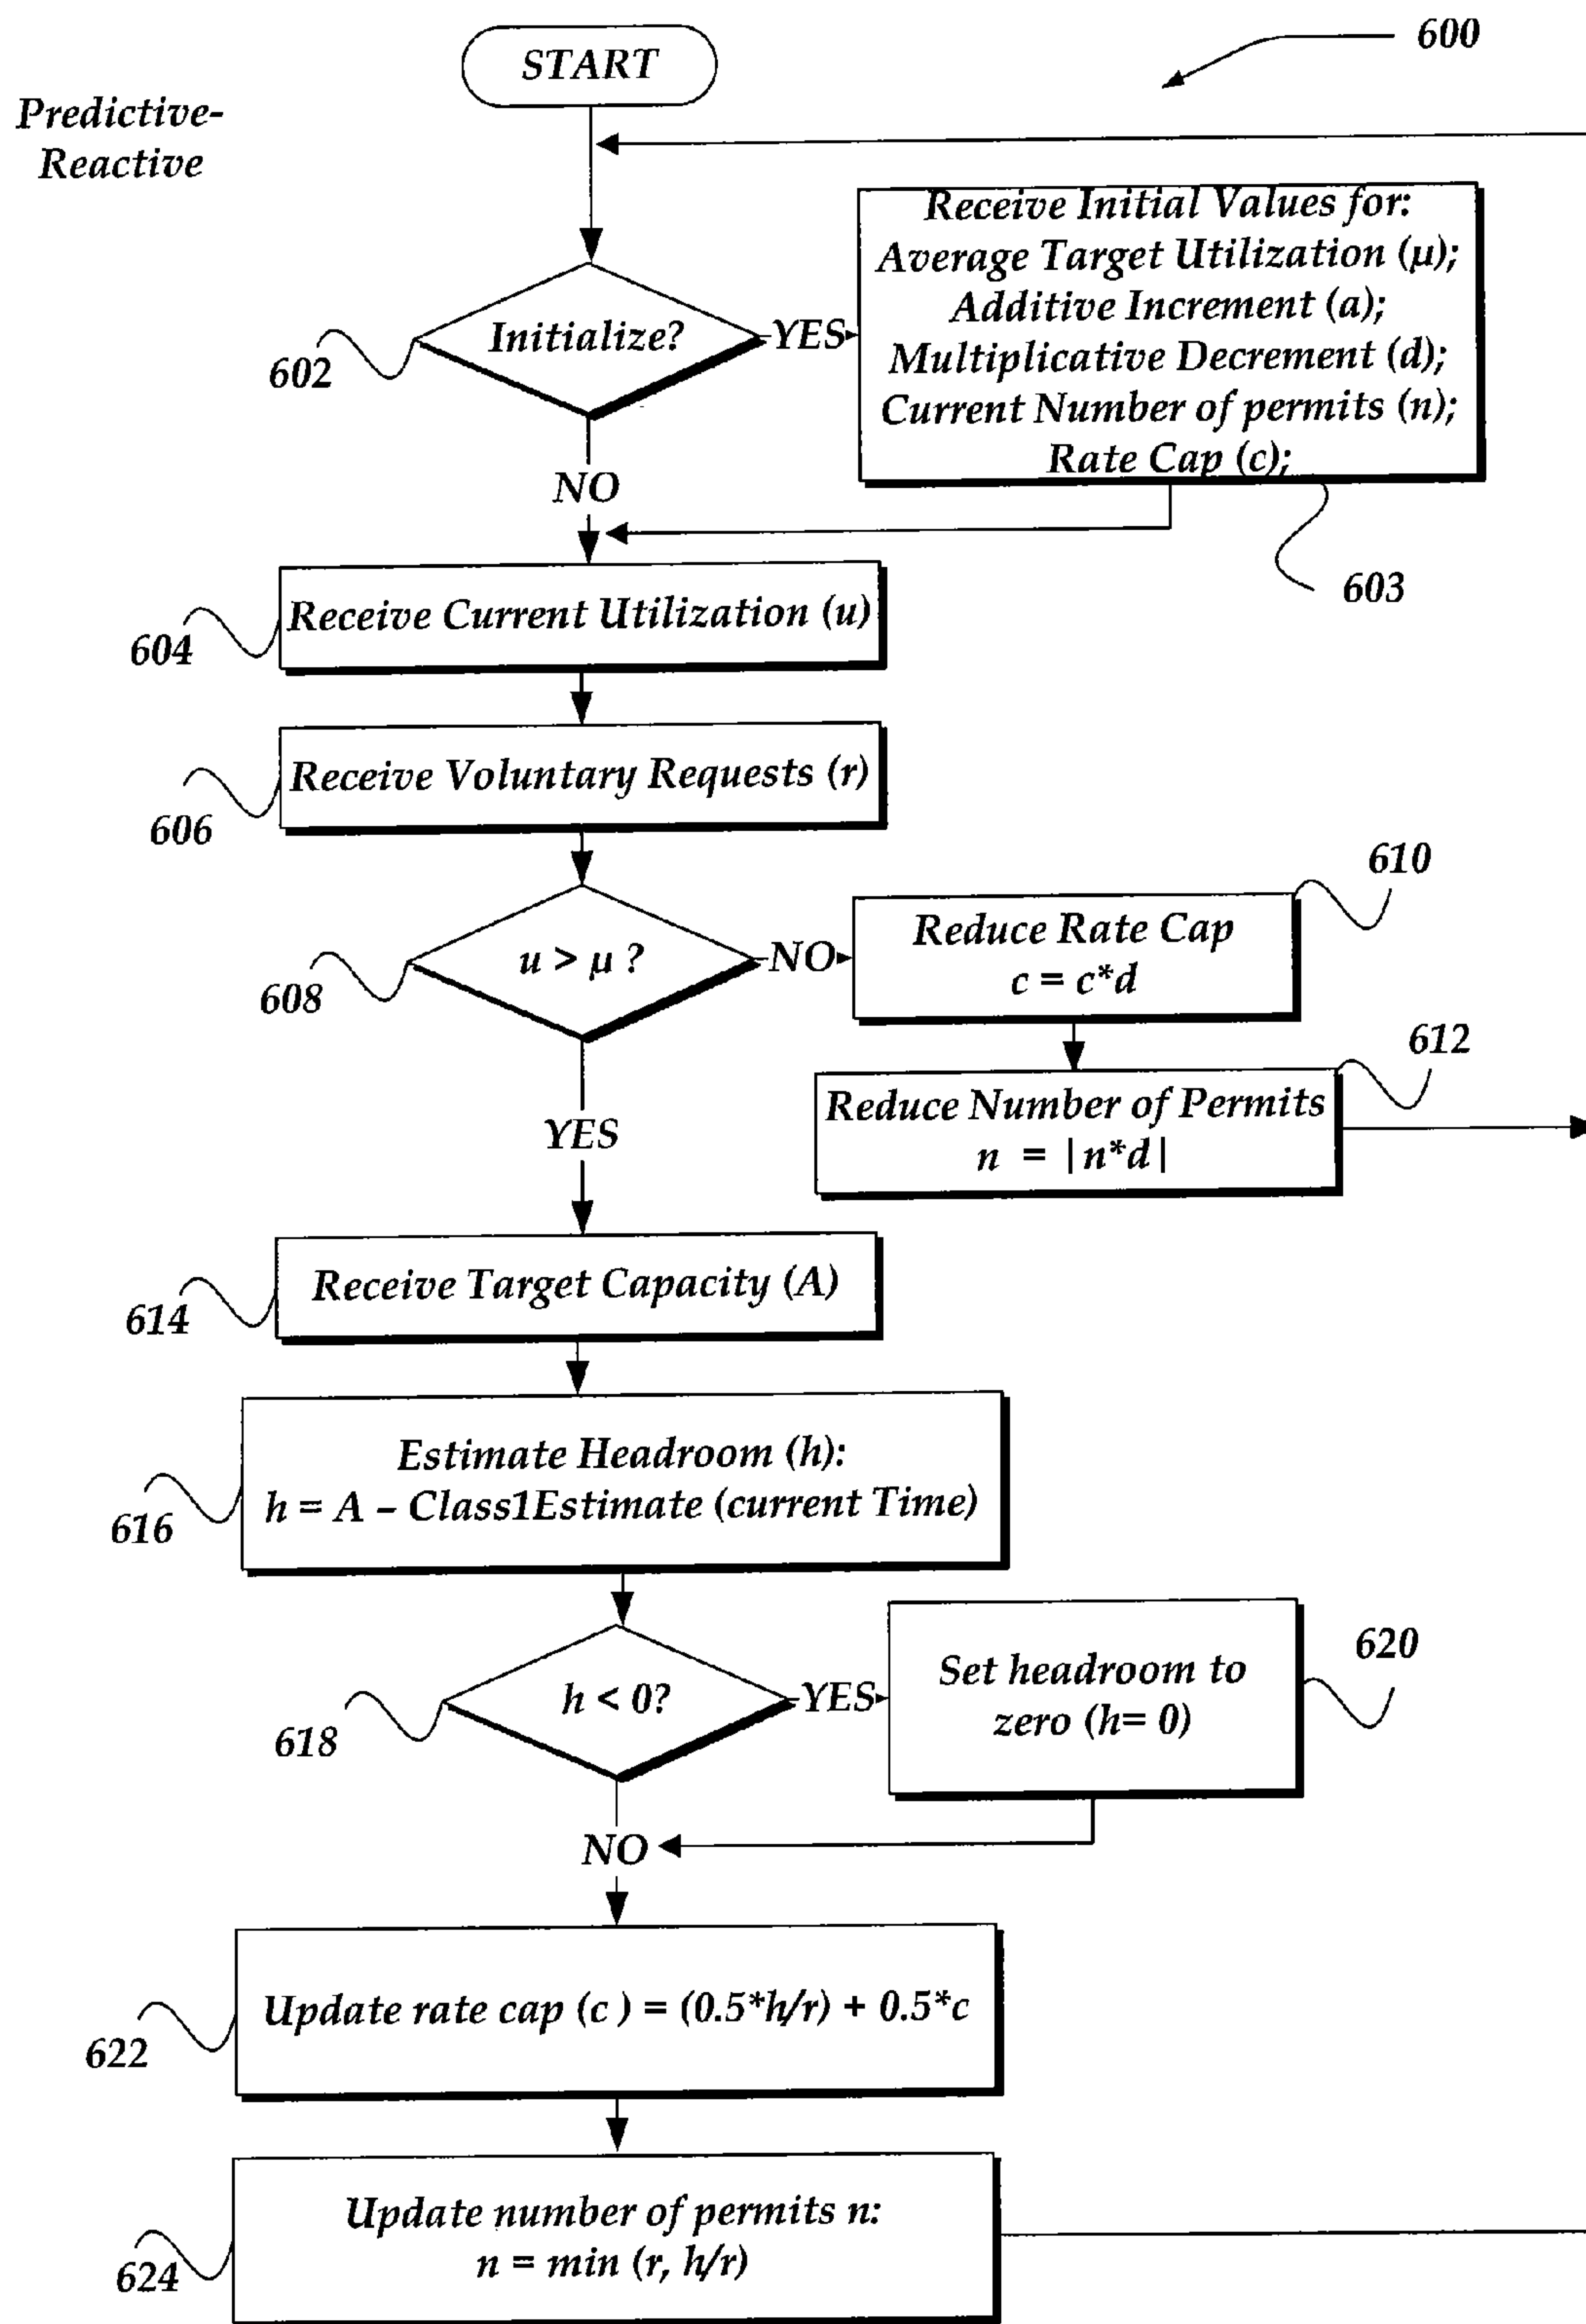 START
600
Predictive-
Reactive
Receive Initial Values for:
Average Target Utilization (μ);
Additive Increment (a);
Multiplicative Decrement (d);
Current Number of permits (n);
Rate Cap (c);
Initialize?
YES
602
NO
603
Receive Current Utilization (u)
604
Receive Voluntary Requests (r)
606
610
Reduce Rate Cap
c = c*d
u > μ ?
NO
608
612
Reduce Number of Permits
n = |n*d|
YES
Receive Target Capacity (A)
614
Estimate Headroom (h):
h = A – Class1Estimate (current Time)
616
620
Set headroom to
zero (h= 0)
h < 0?
YES
618
NO
Update rate cap (c ) = (0.5*h/r) + 0.5*c
622
Update number of permits n:
n = min (r, h/r)
624